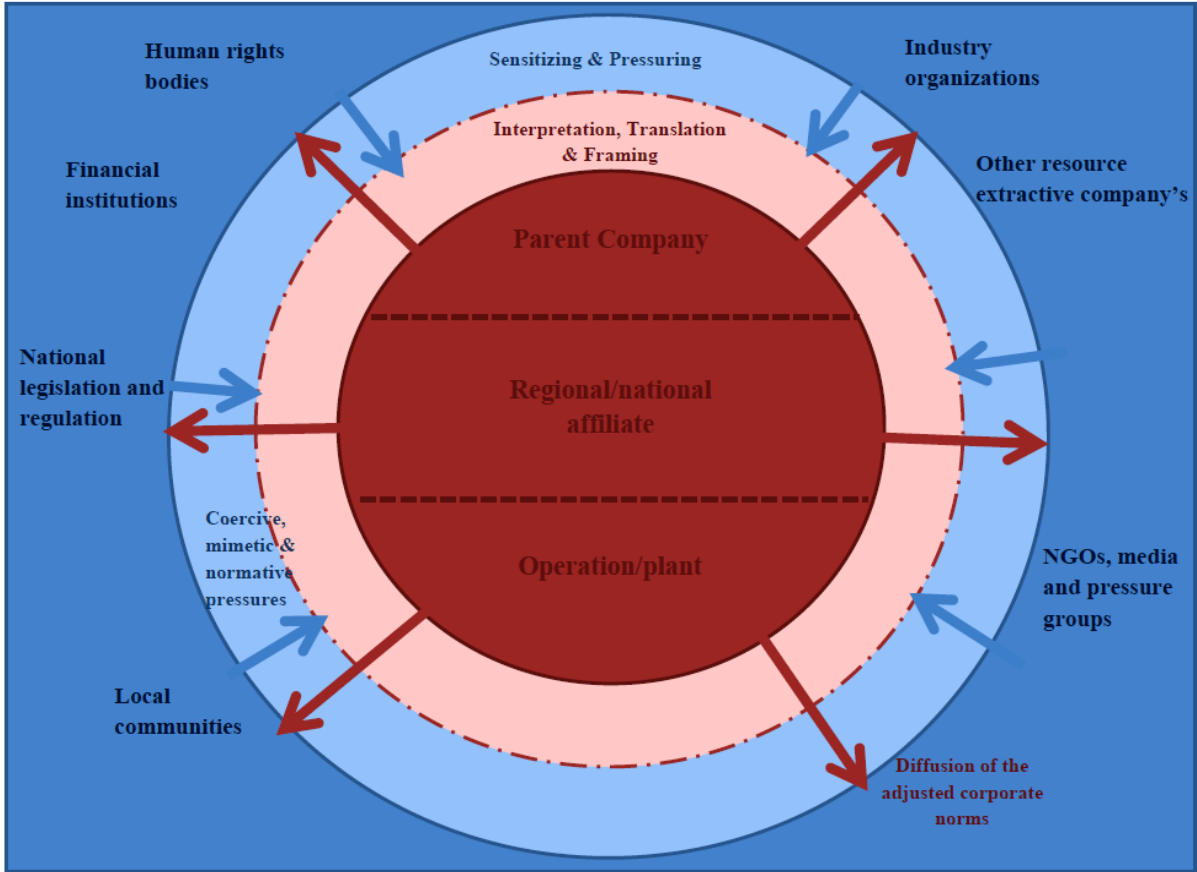 Human rights
bodies
Sensitizing & Pressuring
Industry
organizations
Interpretation, Translation
& Framing
Financial
institutions
Other resource
extractive company's
Parent Company
National
legislation and
regulation
Regional/national
affiliate
Coercive,
mimetic &
normative
pressures
Operation/plant
NGOs, media
and pressure
groups
Local
communities
Diffusion of the
adjusted corporate
norms